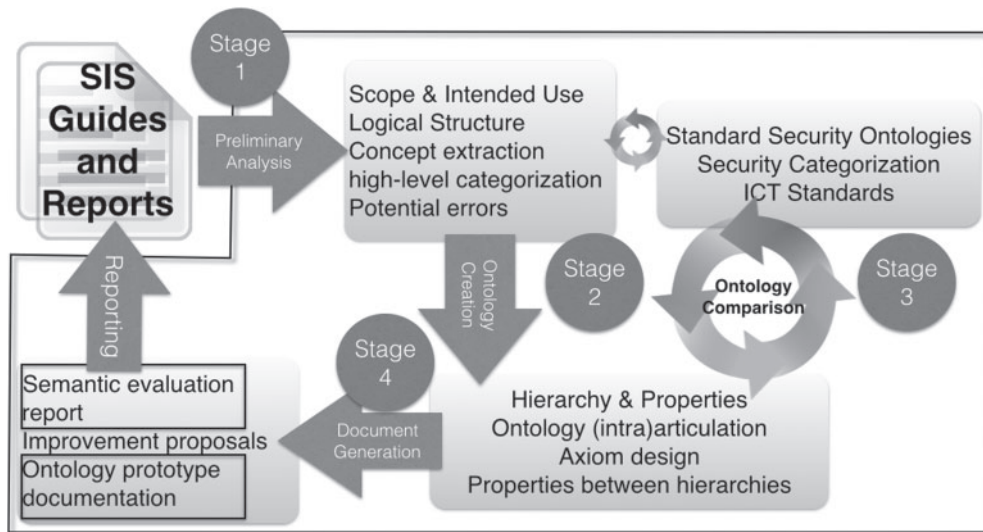 SIS
Guides
and
Reports
Stage
1
Preliminary
Analysis
Scope & Intended Use
Logical Structure
Concept extraction
high-level categorization
Potential errors
Standard Security Ontologies
Security Categorization
ICT Standards
Ontology
Creation
Stage
2
Ontology
Comparison
Stage
3
Hierarchy & Properties
Ontology (intra)articulation
Axiom design
Properties between hierarchies
Stage
4
Document
Generation
Semantic evaluation
report
Improvement proposals
Ontology prototype
documentation
Reporting